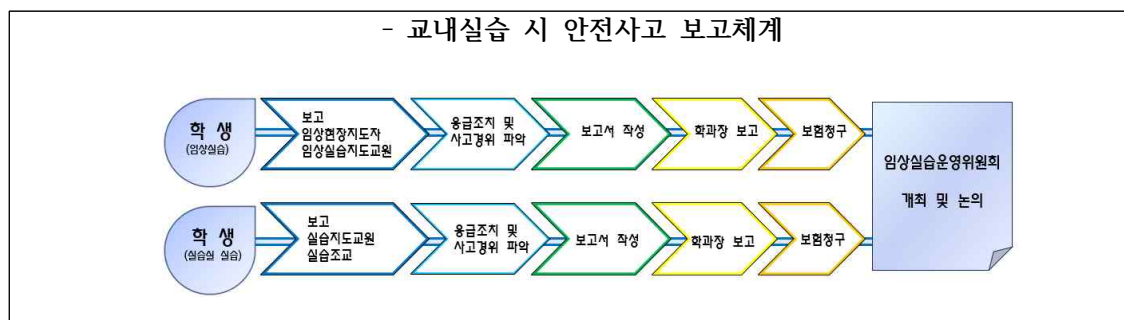 - 교내실습 시 안전사고 보고체계
학 생
(임상실습)
보고
임상현장지도자
임상실습지도교원
응급조치 및
사고경위 파악
보고서 작성
학과장 보고
보험청구
학 생
(실습실 실습)
보고
실습지도교원
실습조교
응급조치 및
사고경위 파악
보고서 작성
학과장 보고
보험청구
임상실습운영위원회
개최 및 논의